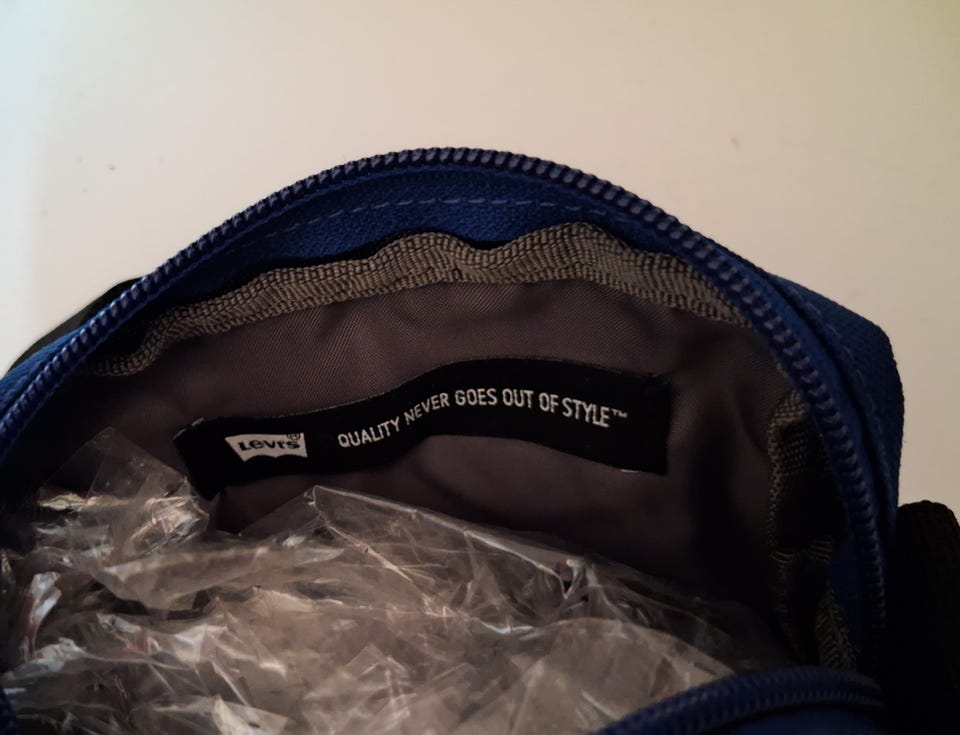 Levi's®
QUALITY NEVER GOES OUT OF STYLE™